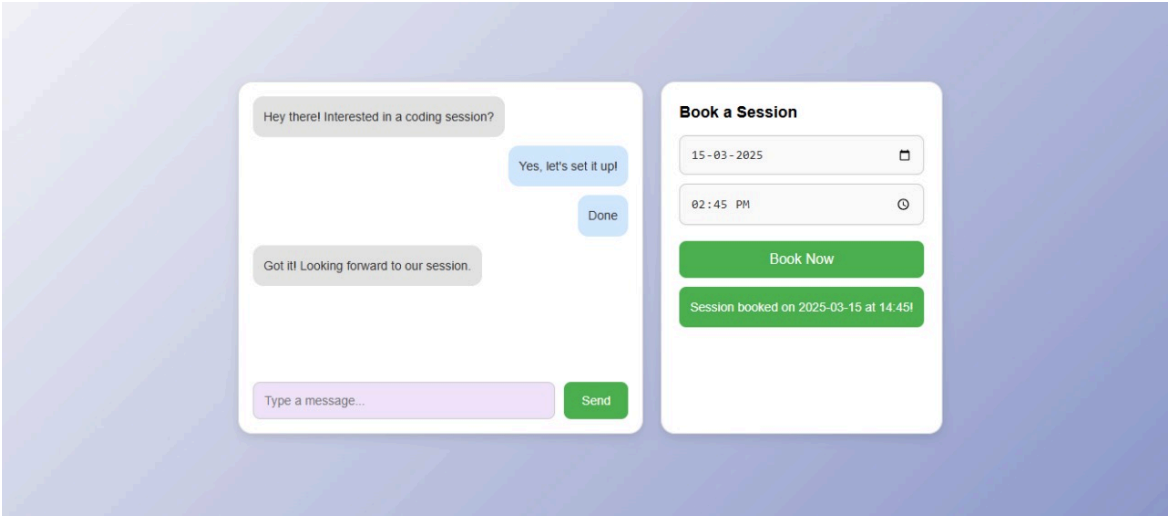 Hey there! Interested in a coding session?
Yes, let's set it up!
Done
Got it! Looking forward to our session.
Type a message...
Send
Book a Session
15-03-2025
02:45 PM
Book Now
Session booked on 2025-03-15 at 14:45!